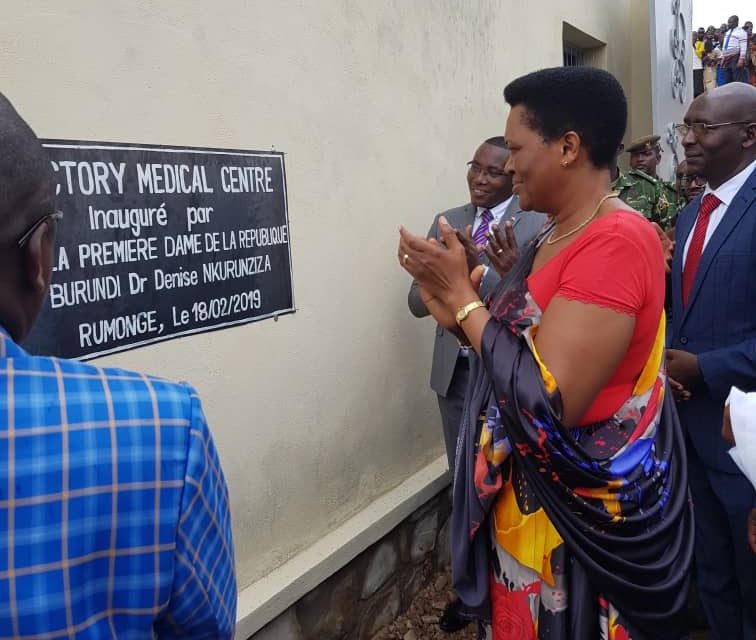 CTORY MEDICAL CENTRE
Inauguré par
LA PREMIERE DAME DE LA REPUBLIQUE
BURUNDI Dr Denise NKURUNZIZA
RUMONGE, Le 18/02/2019